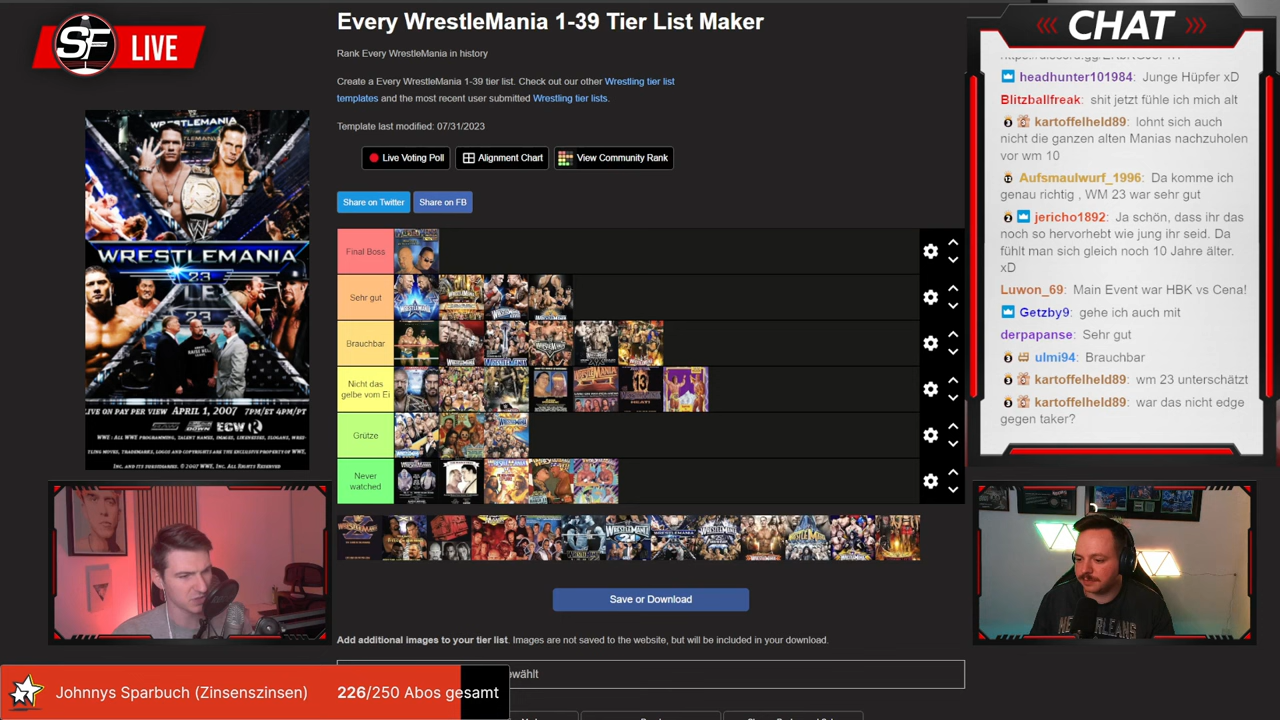 SF LIVE
Every WrestleMania 1-39 Tier List Maker
Rank Every WrestleMania in history
Create a Every WrestleMania 1-39 tier list. Check out our other Wrestling tier list
templates and the most recent user submitted Wrestling tier lists.
Template last modified: 07/31/2023
Live Voting Poll
Alignment Chart
View Community Rank
Share on Twitter
Share on FB
Final Boss
Sehr gut
Brauchbar
Nicht das
gelbe vom Ei
Grütze
Never
watched
Save or Download
Add additional images to your tier list. Images are not saved to the website, but will be included in your download.
WRESTLEMANIA
23
LIVE ON PAY PER VIEW APRIL 1, 2007 7PM/ET 4PM/PT
ECW
CHAT
headhunter101984: Junge Hüpfer xD
Blitzballfreak: shit jetzt fühle ich mich alt
kartoffelheld89: lohnt sich auch
nicht die ganzen alten Manias nachzuholen
vor wm 10
Aufsmaulwurf_1996: Da komme ich
genau richtig , WM 23 war sehr gut
jericho1892: Ja schön, dass ihr das
noch so hervorhebt wie jung ihr seid. Da
fühlt man sich gleich noch 10 Jahre älter.
xD
Luwon_69: Main Event war HBK vs Cena!
Getzby9: gehe ich auch mit
derpapanse: Sehr gut
ulmi94: Brauchbar
kartoffelheld89: wm 23 unterschätzt
kartoffelheld89: war das nicht edge
gegen taker?
Johnnys Sparbuch (Zinsenszinsen) 226/250 Abos gesamt